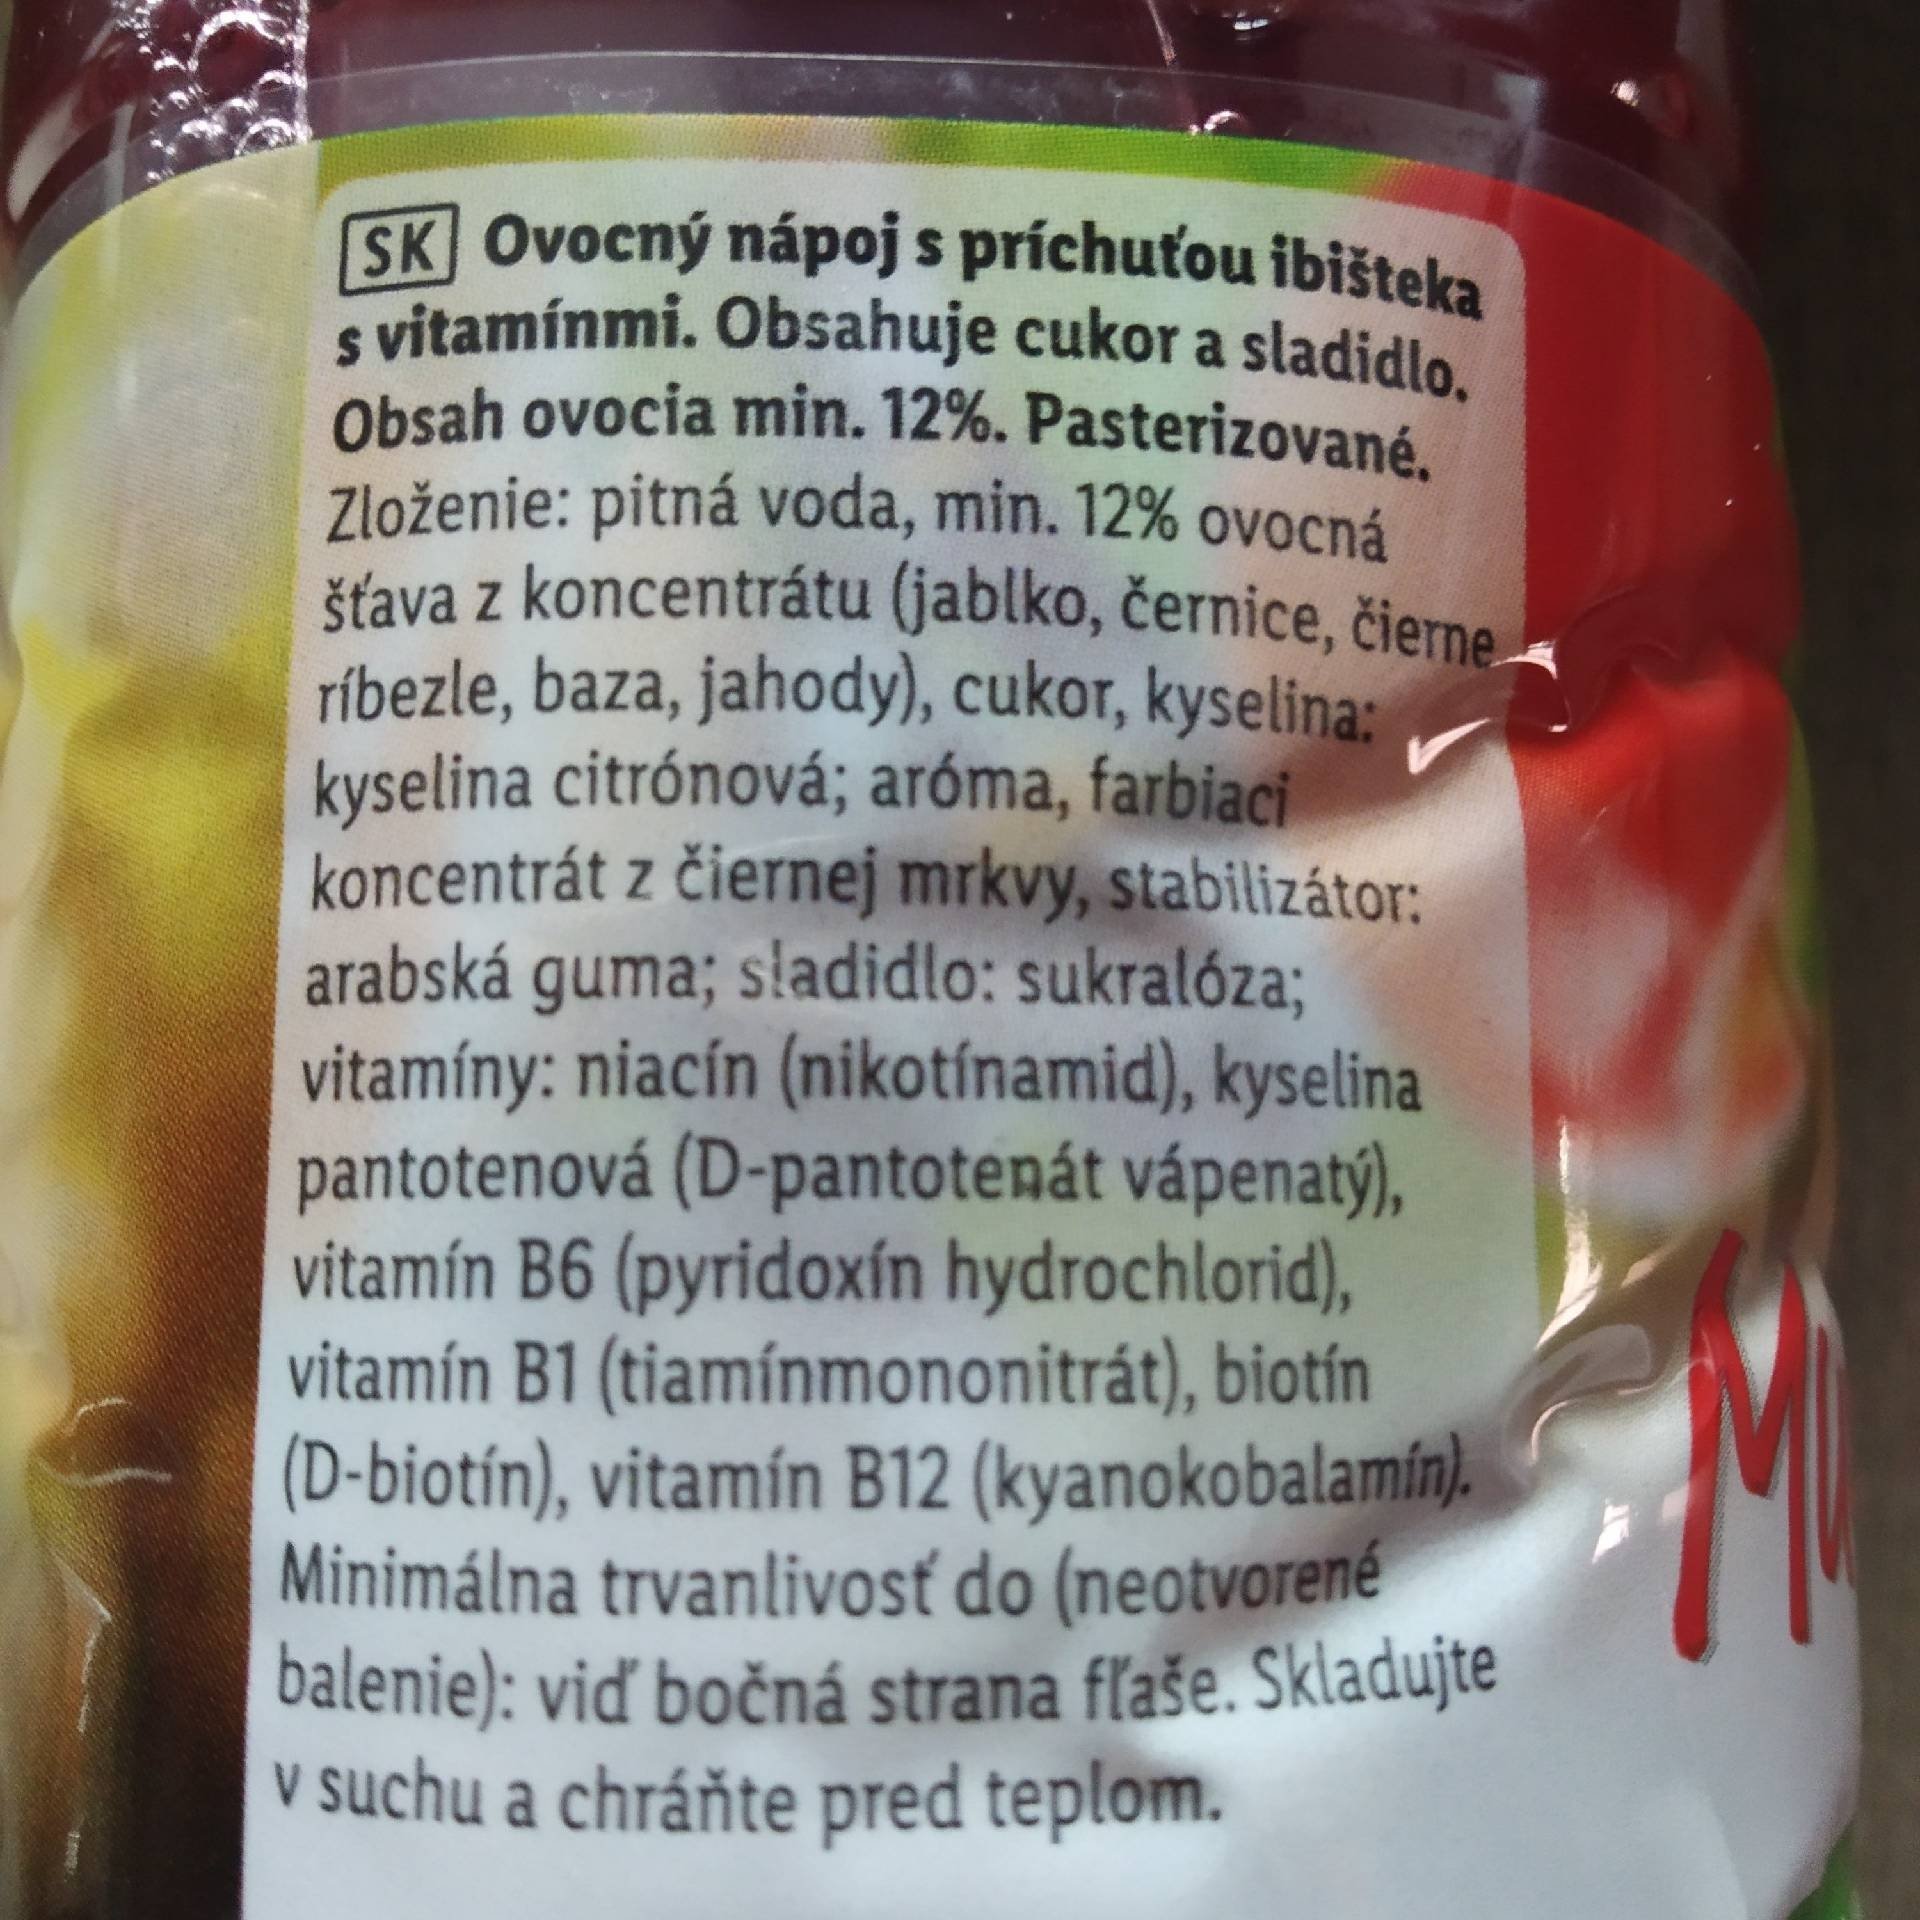 SK Ovocný nápoj s príchuťou ibišteka
s vitamínmi. Obsahuje cukor a sladidlo.
Obsah ovocia min. 12%. Pasterizované.
Zloženie: pitná voda, min. 12% ovocná
šťava z koncentrátu (jablko, černice, čierne
ríbezle, baza, jahody), cukor, kyselina:
kyselina citrónová; aróma, farbiaci
koncentrát z čiernej mrkvy, stabilizátor:
arabská guma; sladidlo: sukralóza;
vitamíny: niacín (nikotínamid), kyselina
pantotenová (D-pantotenát vápenatý),
vitamín B6 (pyridoxín hydrochlorid),
vitamín B1 (tiamínmononitrát), biotín
(D-biotín), vitamín B12 (kyanokobalamín).
Minimálna trvanlivosť do (neotvorené
balenie): viď bočná strana fľaše. Skladujte
v suchu a chráňte pred teplom.